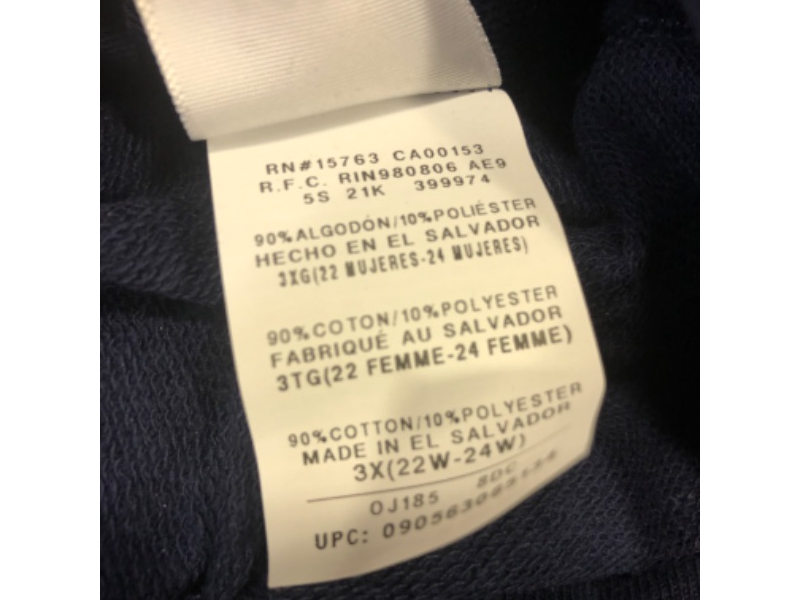 RN#15763 CA00153
R.F.C. RIN980806 AE9
5S 21K 399974
90%ALGODÓN/10%POLIÉSTER
HECHO EN EL SALVADOR
3XG(22 MUJERES-24 MUJERES)
90%COTON/10%POLYESTER
FABRIQUÉ AU SALVADOR
3TG(22 FEMME-24 FEMME)
90%COTTON/10%POLYESTER
MADE IN EL SALVADOR
3X(22W-24W)
OJ185 8DC
UPC: